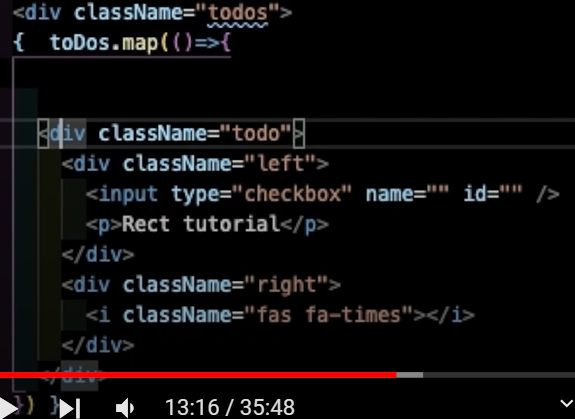 <div className="todos">
{  toDos.map(()=>{
<div className="todo">
<div className="left">
<input type="checkbox" name="" id="" />
<p>Rect tutorial</p>
</div>
<div className="right">
<i className="fas fa-times"></i>
</div>
</div>
}) }
13:16 / 35:48